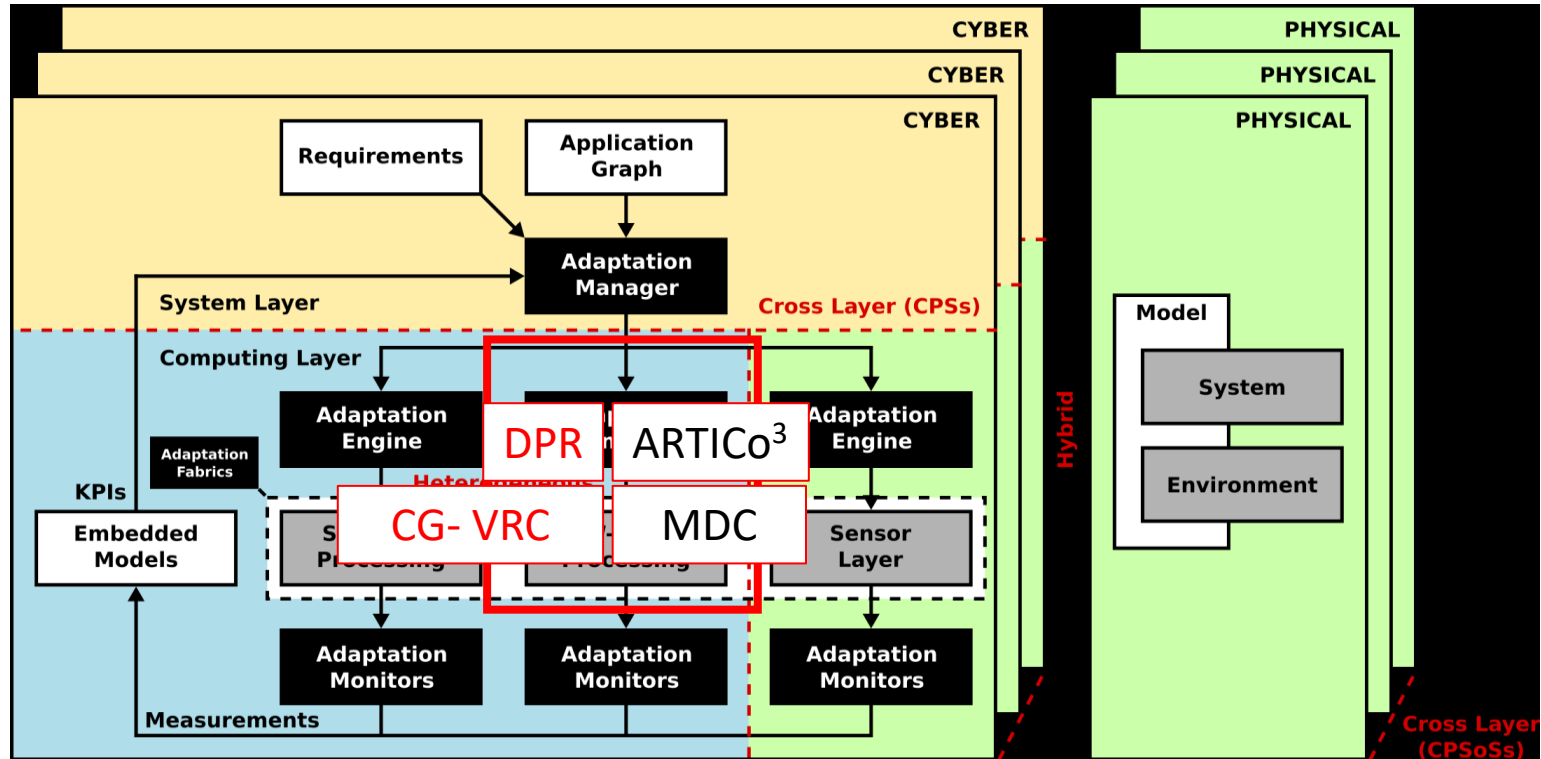 CYBER
PHYSICAL
CYBER
PHYSICAL
CYBER
PHYSICAL
Requirements
Application
Graph
Adaptation
Manager
System Layer
Cross Layer (CPSs)
Model
Computing Layer
System
Adaptation
Engine
DPR
ARTICo³
Adaptation
Engine
Hybrid
Adaptation
Fabrics
KPIs
Environment
Embedded
Models
CG- VRC
MDC
Sensor
Layer
Adaptation
Monitors
Adaptation
Monitors
Adaptation
Monitors
Measurements
Cross Layer
(CPSoSs)